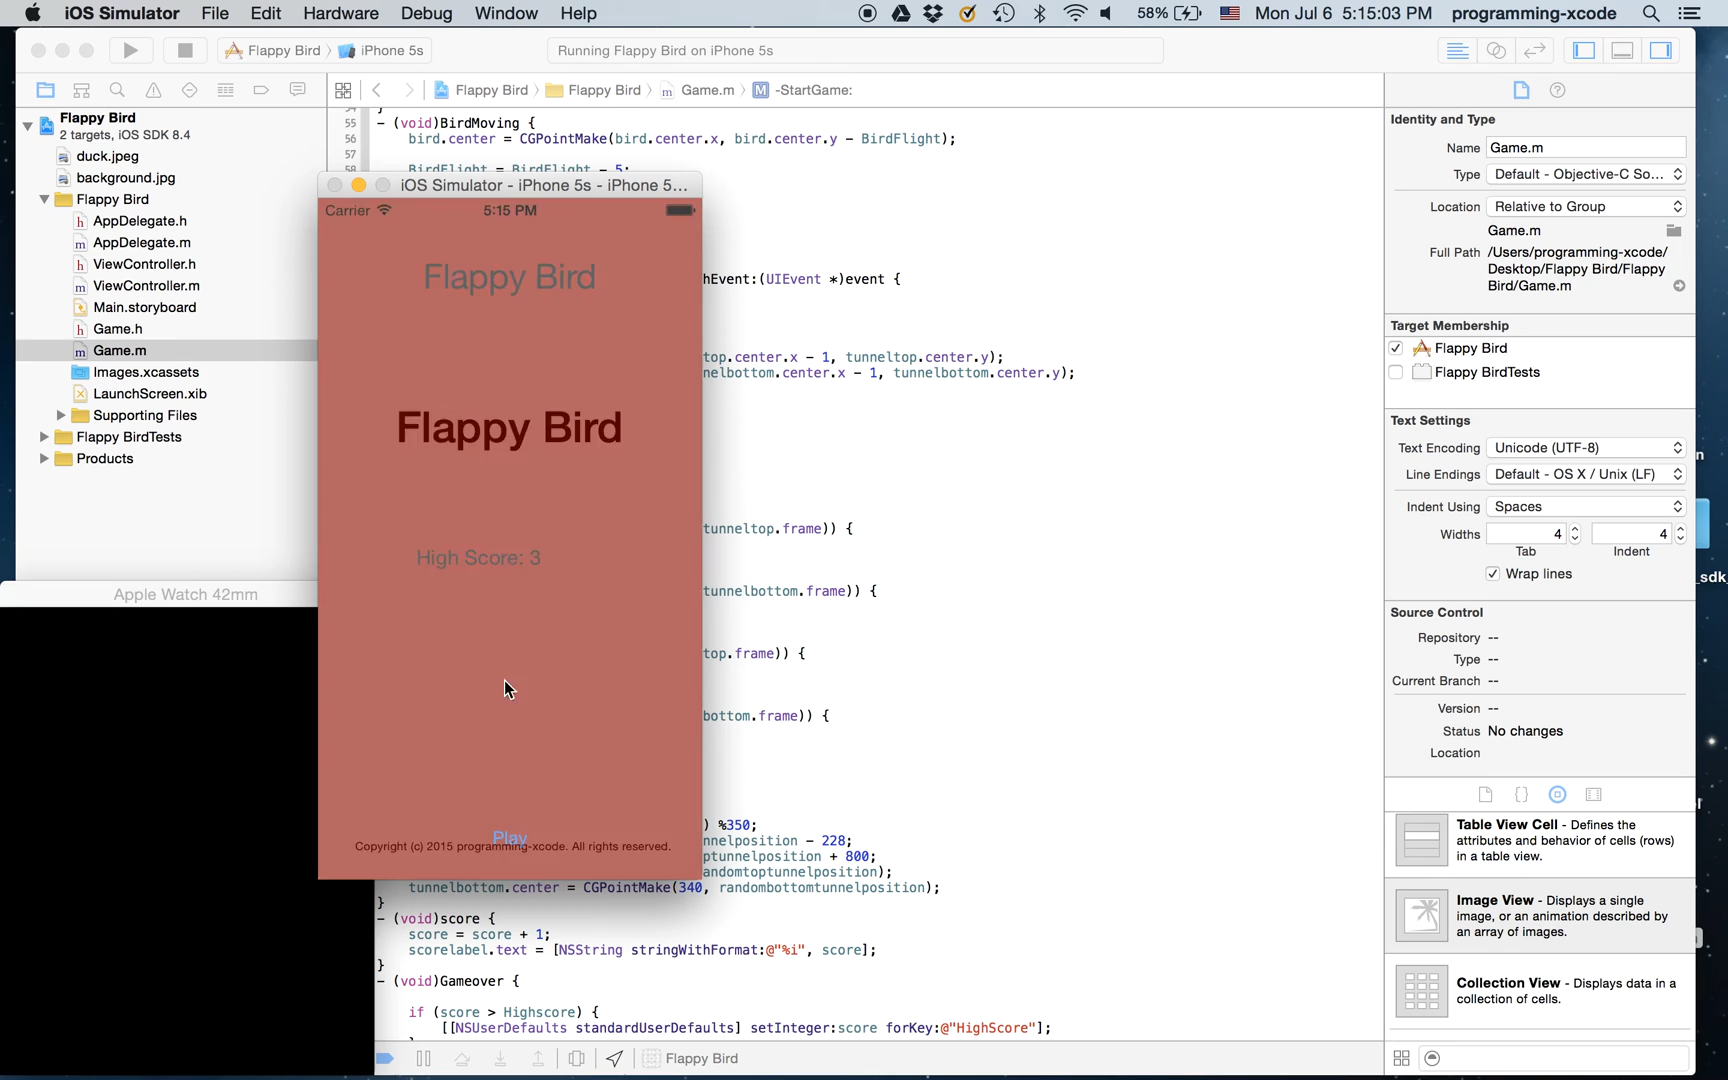 iOS Simulator File Edit Hardware Debug Window Help 58% Mon Jul 6 5:15:03 PM programming-xcode
Flappy Bird iPhone 5s Running Flappy Bird on iPhone 5s
Flappy Bird Flappy Bird Game.m -StartGame:
Flappy Bird
2 targets, iOS SDK 8.4
duck.jpeg
background.jpg
Flappy Bird
AppDelegate.h
AppDelegate.m
ViewController.h
ViewController.m
Main.storyboard
Game.h
Game.m
Images.xcassets
LaunchScreen.xib
Supporting Files
Flappy BirdTests
Products
Apple Watch 42mm
iOS Simulator - iPhone 5s - iPhone 5...
Carrier 5:15 PM
Flappy Bird
Flappy Bird
High Score: 3
Play
Copyright (c) 2015 programming-xcode. All rights reserved.
55 - (void)BirdMoving {
56 bird.center = CGPointMake(bird.center.x, bird.center.y - BirdFlight);
57
58 BirdFlight = BirdFlight - 5;
hEvent:(UIEvent *)event {
top.center.x - 1, tunneltop.center.y);
nelbottom.center.x - 1, tunnelbottom.center.y);
tunneltop.frame)) {
tunnelbottom.frame)) {
top.frame)) {
bottom.frame)) {
) %350;
nnelposition - 228;
ptunnelposition + 800;
andomtoptunnelposition);
tunnelbottom.center = CGPointMake(340, randombottomtunnelposition);
}
- (void)score {
score = score + 1;
scorelabel.text = [NSString stringWithFormat:@"%i", score];
}
- (void)Gameover {
if (score > Highscore) {
[[NSUserDefaults standardUserDefaults] setInteger:score forKey:@"HighScore"];
Flappy Bird
Identity and Type
Name Game.m
Type Default - Objective-C So...
Location Relative to Group
Game.m
Full Path /Users/programming-xcode/
Desktop/Flappy Bird/Flappy
Bird/Game.m
Target Membership
Flappy Bird
Flappy BirdTests
Text Settings
Text Encoding Unicode (UTF-8)
Line Endings Default - OS X / Unix (LF)
Indent Using Spaces
Widths 4 4
Tab Indent
Wrap lines
Source Control
Repository --
Type --
Current Branch --
Version --
Status No changes
Location
Table View Cell - Defines the
attributes and behavior of cells (rows)
in a table view.
Image View - Displays a single
image, or an animation described by
an array of images.
Collection View - Displays data in a
collection of cells.
_sdk